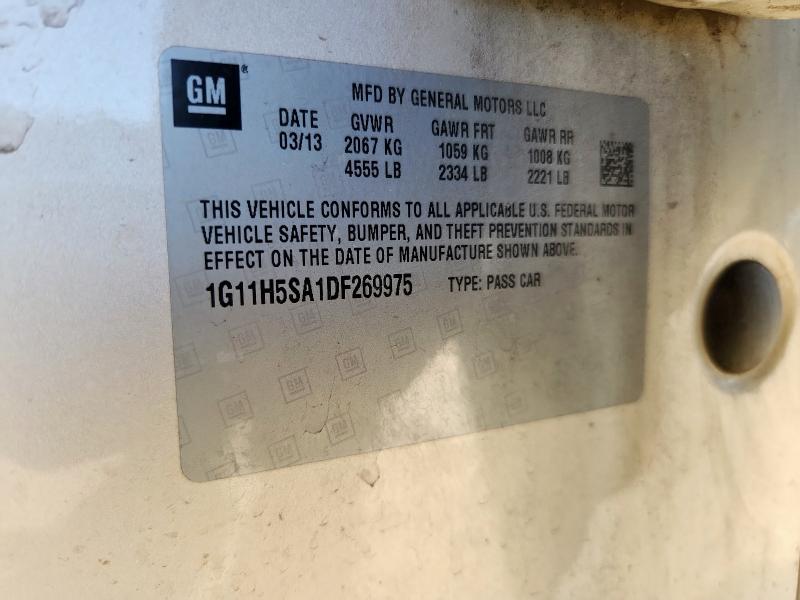 GM ®
MFD BY GENERAL MOTORS LLC
DATE GVWR GAWR FRT GAWR RR
03/13 2067 KG 1059 KG 1008 KG
4555 LB 2334 LB 2221 LB
THIS VEHICLE CONFORMS TO ALL APPLICABLE U.S. FEDERAL MOTOR
VEHICLE SAFETY, BUMPER, AND THEFT PREVENTION STANDARDS IN
EFFECT ON THE DATE OF MANUFACTURE SHOWN ABOVE.
1G11H5SA1DF269975 TYPE: PASS CAR